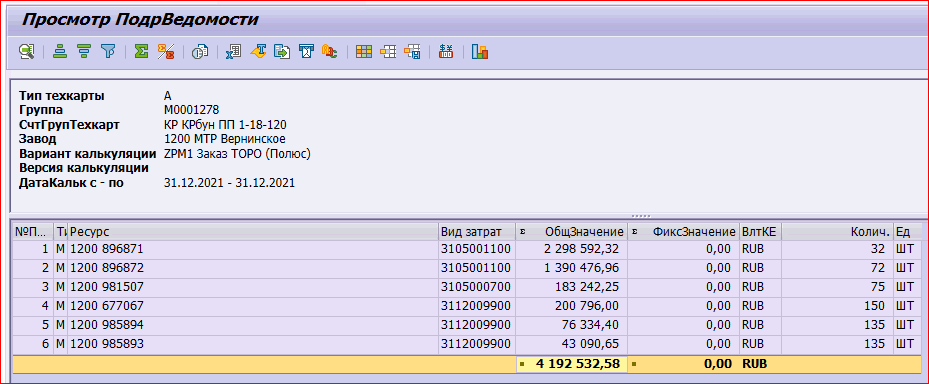 Просмотр ПодрВедомости
Тип техкарты А
Группа M0001278
СчтГрупТехкарт КР КРбун ПП 1-18-120
Завод 1200 МТР Вернинское
Вариант калькуляции ZPM1 Заказ ТОРО (Полюс)
Версия калькуляции
ДатаКальк с - по 31.12.2021 - 31.12.2021
№П... Ти Ресурс Вид затрат Σ ОбщЗначение Σ ФиксЗначение ВлтКЕ Колич. Ед
1 М 1200 896871 3105001100 2 298 592,32 0,00 RUB 32 ШТ
2 М 1200 896872 3105001100 1 390 476,96 0,00 RUB 72 ШТ
3 М 1200 981507 3105000700 183 242,25 0,00 RUB 75 ШТ
4 М 1200 677067 3112009900 200 796,00 0,00 RUB 150 ШТ
5 М 1200 985894 3112009900 76 334,40 0,00 RUB 135 ШТ
6 М 1200 985893 3112009900 43 090,65 0,00 RUB 135 ШТ
4 192 532,58 0,00 RUB